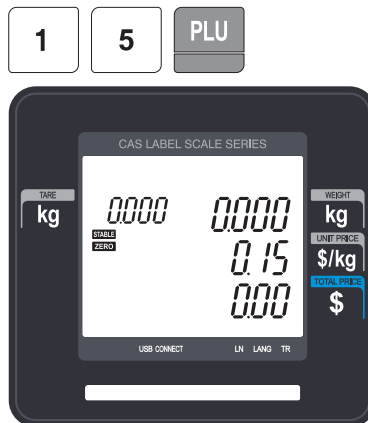 1 5 PLU
CAS LABEL SCALE SERIES
TARE
kg
0.000
STABLE
ZERO
0.000
0.15
0.00
WEIGHT
kg
UNIT PRICE
$/kg
TOTAL PRICE
$
USB CONNECT LN LANG TR